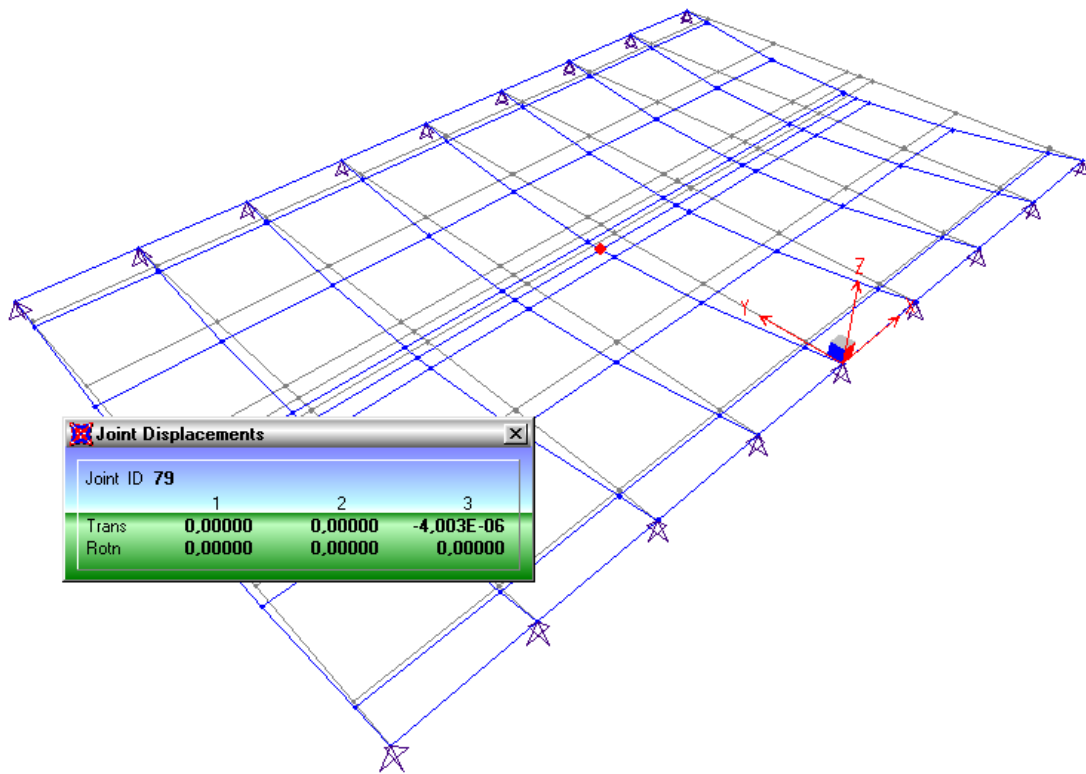 Z
Y
X
Joint Displacements
Joint ID 79
1 2 3
Trans 0,00000 0,00000 -4,003E-06
Rotn 0,00000 0,00000 0,00000